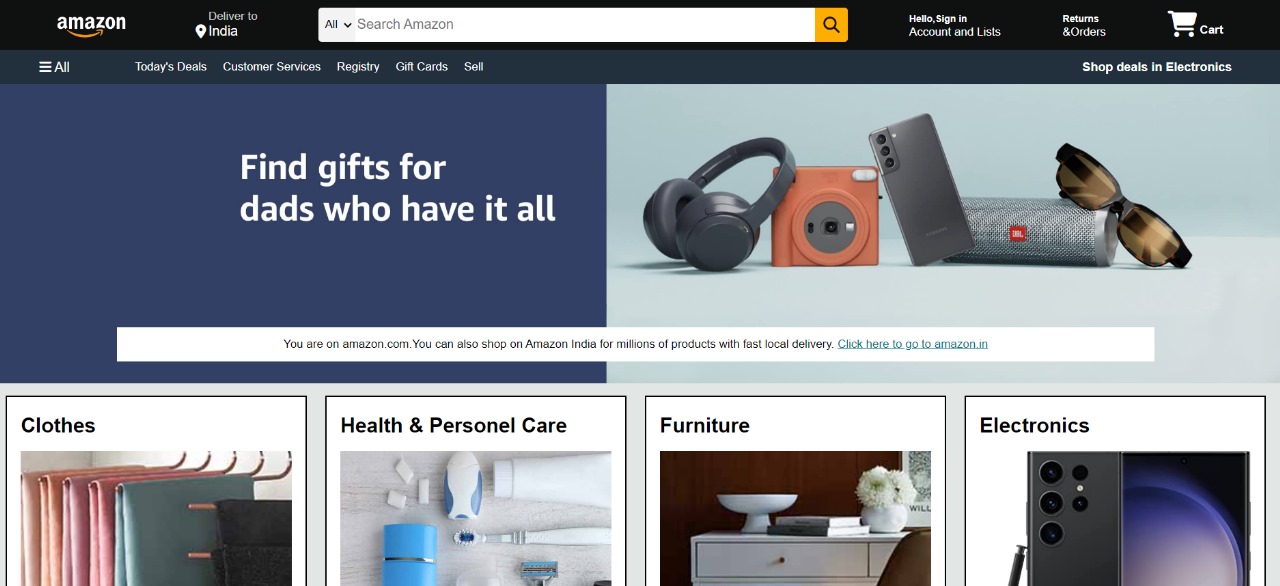 amazon
Deliver to
India
All
Search Amazon
Hello,Sign in
Account and Lists
Returns
&Orders
Cart
All
Today's Deals
Customer Services
Registry
Gift Cards
Sell
Shop deals in Electronics
Find gifts for
dads who have it all
SAMSUNG
JBL
You are on amazon.com.You can also shop on Amazon India for millions of products with fast local delivery. Click here to go to amazon.in
Clothes
Health & Personel Care
Furniture
Electronics
WILL